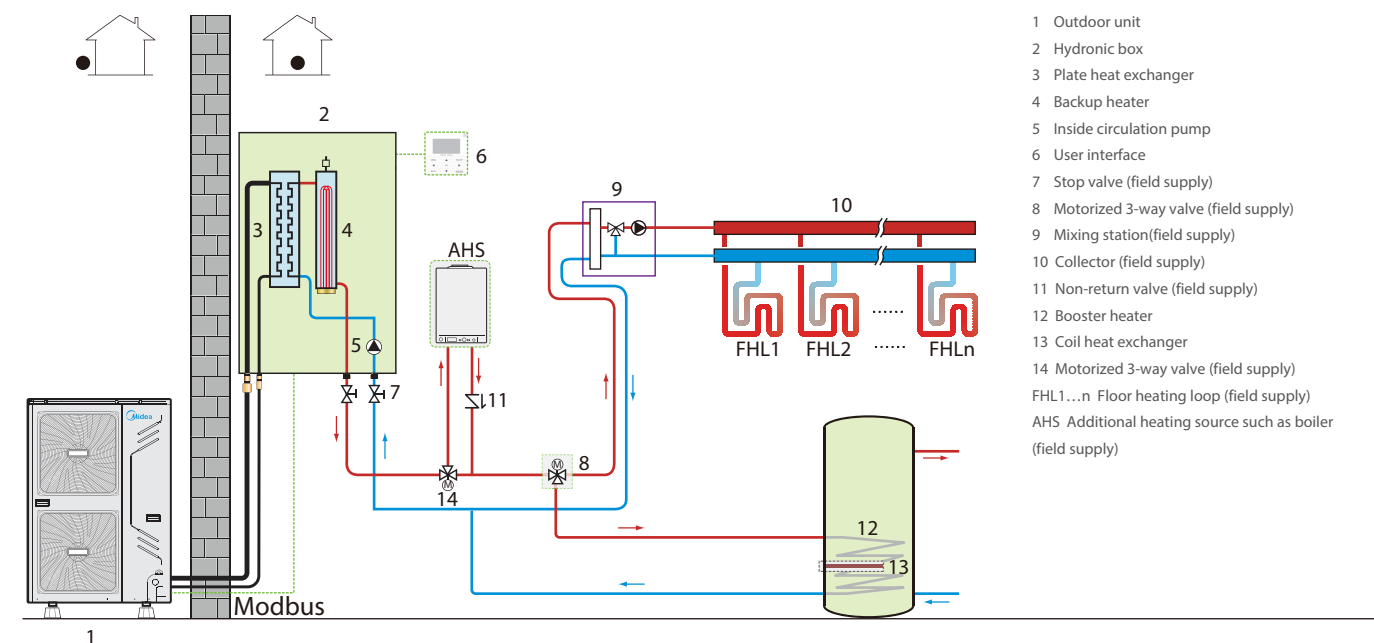 2
6
3
4
AHS
9
10
5
7
11
FHL1
FHL2
......
FHLn
......
Midea
8
14
12
13
Modbus
1
1 Outdoor unit
2 Hydronic box
3 Plate heat exchanger
4 Backup heater
5 Inside circulation pump
6 User interface
7 Stop valve (field supply)
8 Motorized 3-way valve (field supply)
9 Mixing station(field supply)
10 Collector (field supply)
11 Non-return valve (field supply)
12 Booster heater
13 Coil heat exchanger
14 Motorized 3-way valve (field supply)
FHL1…n Floor heating loop (field supply)
AHS Additional heating source such as boiler
(field supply)
M
M